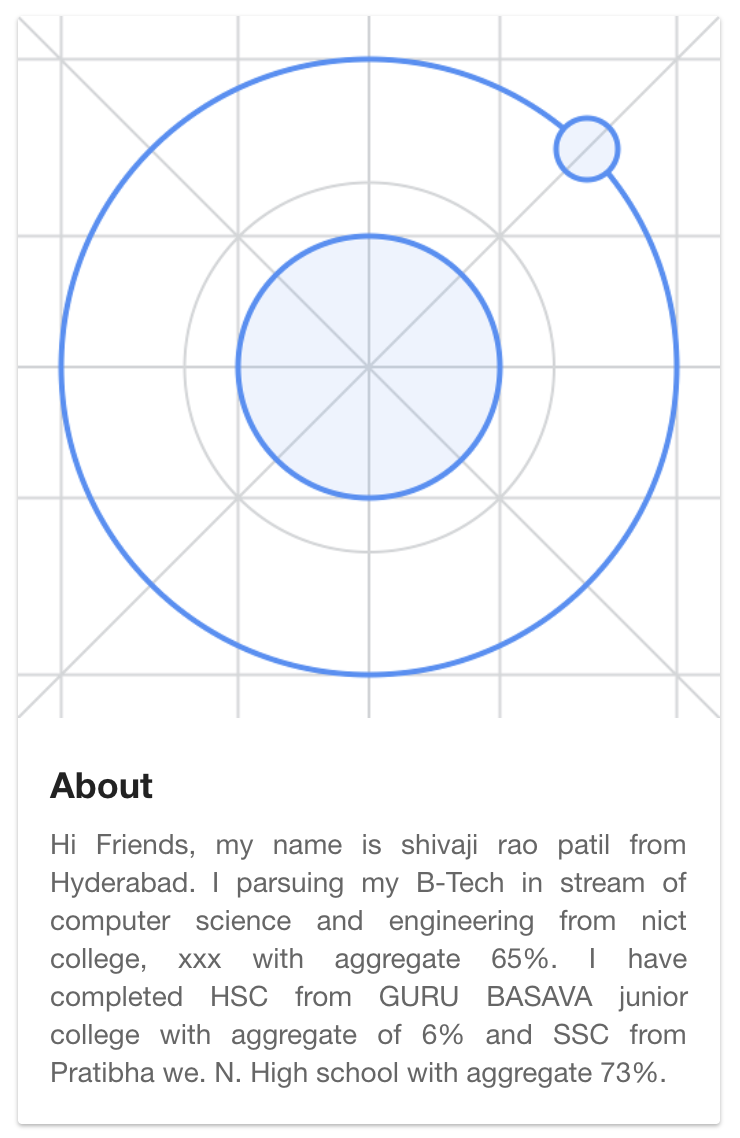 About
Hi Friends, my name is shivaji rao patil from
Hyderabad. I parsuing my B-Tech in stream of
computer science and engineering from nict
college, xxx with aggregate 65%. I have
completed HSC from GURU BASAVA junior
college with aggregate of 6% and SSC from
Pratibha we. N. High school with aggregate 73%.